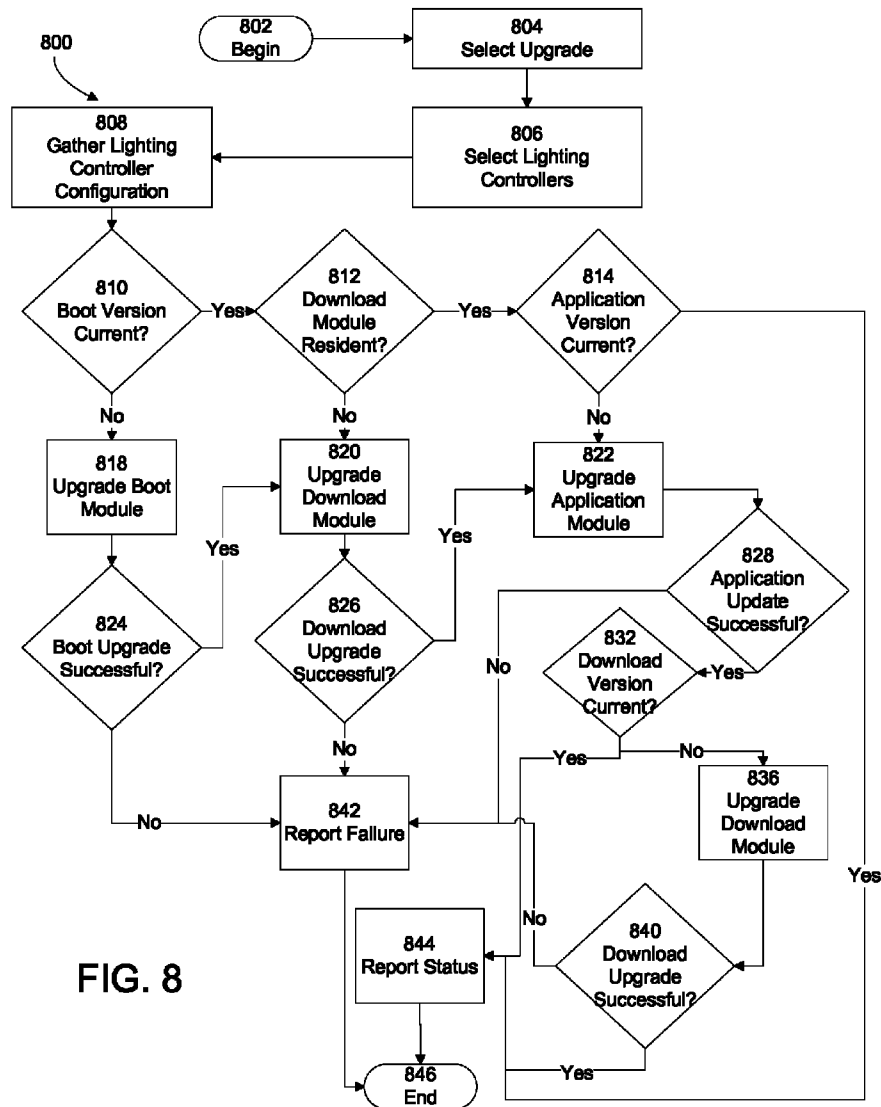 802
Begin
804
Select Upgrade
800
808
Gather Lighting
Controller
Configuration
806
Select Lighting
Controllers
810
Boot Version
Current?
Yes
812
Download
Module
Resident?
Yes
814
Application
Version
Current?
No
No
No
818
Upgrade Boot
Module
820
Upgrade
Download
Module
822
Upgrade
Application
Module
Yes
Yes
824
Boot Upgrade
Successful?
826
Download
Upgrade
Successful?
828
Application
Update
Successful?
No
832
Download
Version
Current?
Yes
No
No
Yes
No
842
Report Failure
836
Upgrade
Download
Module
Yes
No
844
Report Status
840
Download
Upgrade
Successful?
FIG. 8
846
End
Yes